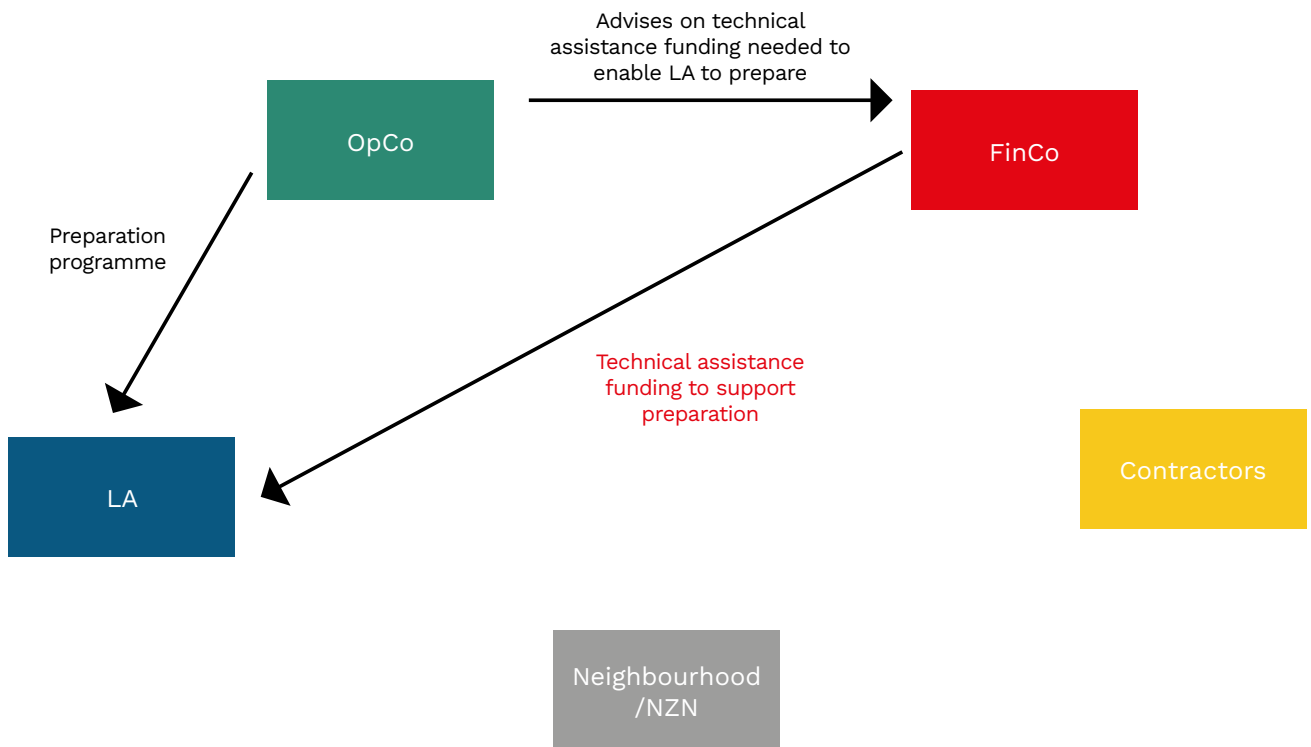 Advises on technical
assistance funding needed to
enable LA to prepare
OpCo
FinCo
Preparation
programme
Technical assistance
funding to support
preparation
Contractors
LA
Neighbourhood
/NZN